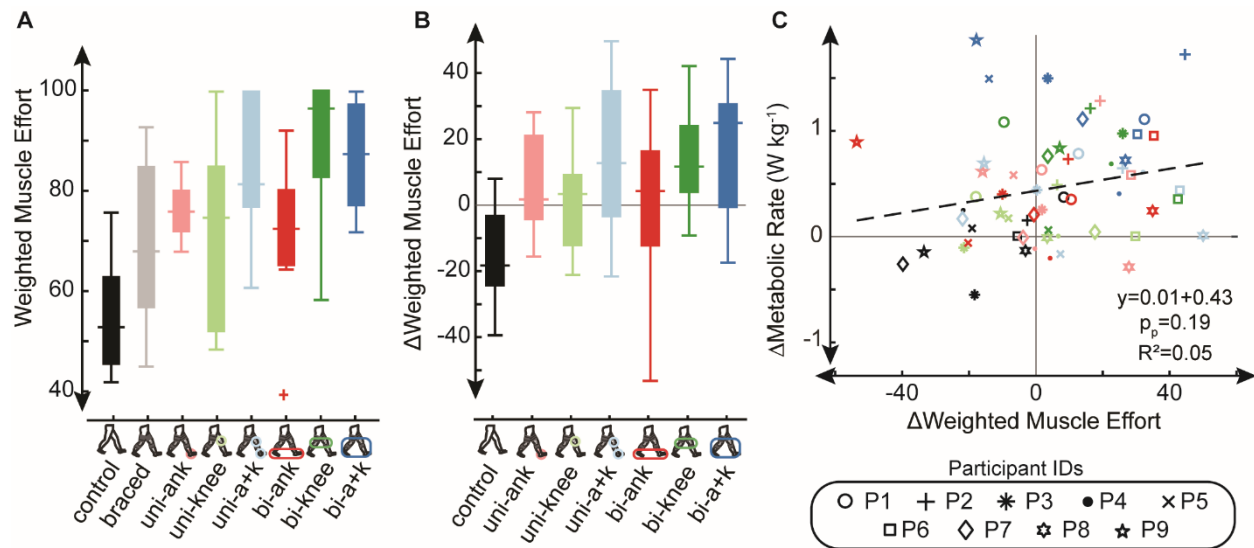 A
Weighted Muscle Effort
100
80
60
40
control
braced
uni-ank
uni-knee
uni-a+k
bi-ank
bi-knee
bi-a+k
B
ΔWeighted Muscle Effort
40
20
0
-20
-40
control
uni-ank
uni-knee
uni-a+k
bi-ank
bi-knee
bi-a+k
C
ΔMetabolic Rate (W kg⁻¹)
1
0
-1
y=0.01+0.43
pₚ=0.19
R²=0.05
-40
0
40
ΔWeighted Muscle Effort
Participant IDs
P1 P2 P3 P4 P5
P6 P7 P8 P9